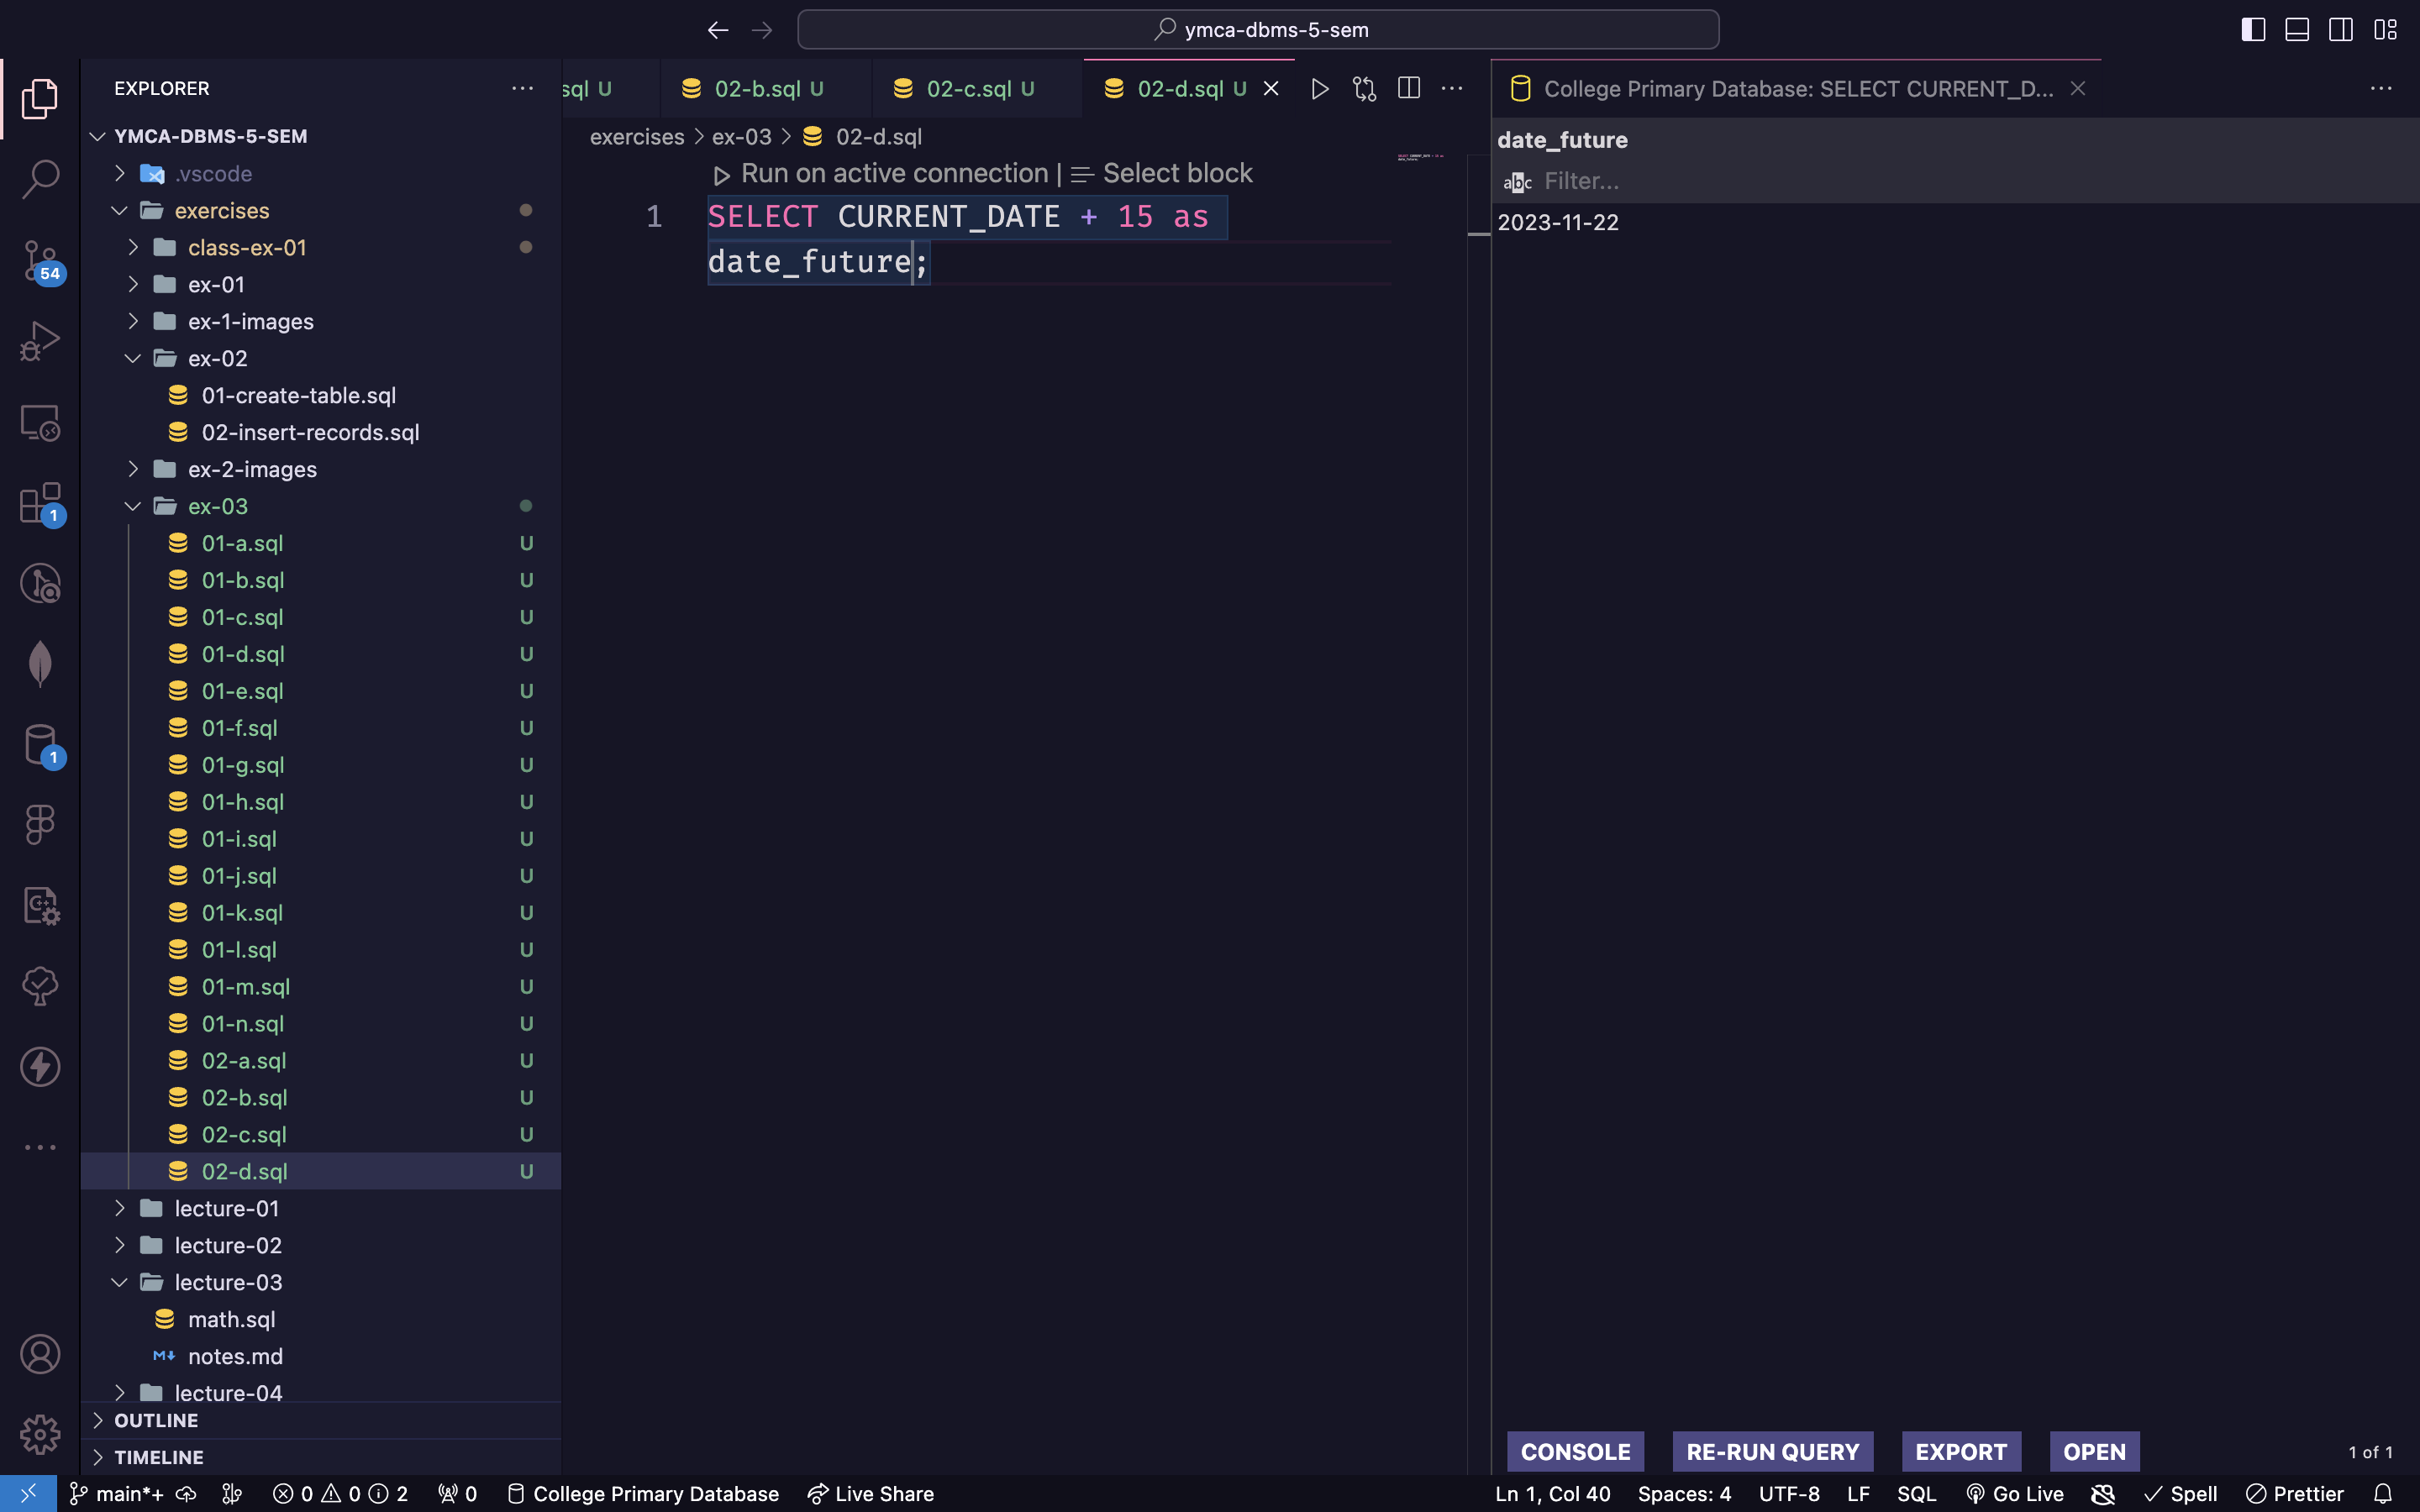 ymca-dbms-5-sem
EXPLORER
YMCA-DBMS-5-SEM
.vscode
exercises
class-ex-01
ex-01
ex-1-images
ex-02
01-create-table.sql
02-insert-records.sql
ex-2-images
ex-03
01-a.sql U
01-b.sql U
01-c.sql U
01-d.sql U
01-e.sql U
01-f.sql U
01-g.sql U
01-h.sql U
01-i.sql U
01-j.sql U
01-k.sql U
01-l.sql U
01-m.sql U
01-n.sql U
02-a.sql U
02-b.sql U
02-c.sql U
02-d.sql U
lecture-01
lecture-02
lecture-03
math.sql
notes.md
lecture-04
OUTLINE
TIMELINE
54
1
1
sql U 02-b.sql U 02-c.sql U 02-d.sql U
exercises > ex-03 > 02-d.sql
Run on active connection | Select block
1 SELECT CURRENT_DATE + 15 as
date_future;
College Primary Database: SELECT CURRENT_D...
date_future
abc Filter...
2023-11-22
CONSOLE RE-RUN QUERY EXPORT OPEN 1 of 1
main*+ 0 0 2 0 College Primary Database Live Share Ln 1, Col 40 Spaces: 4 UTF-8 LF SQL Go Live Spell Prettier